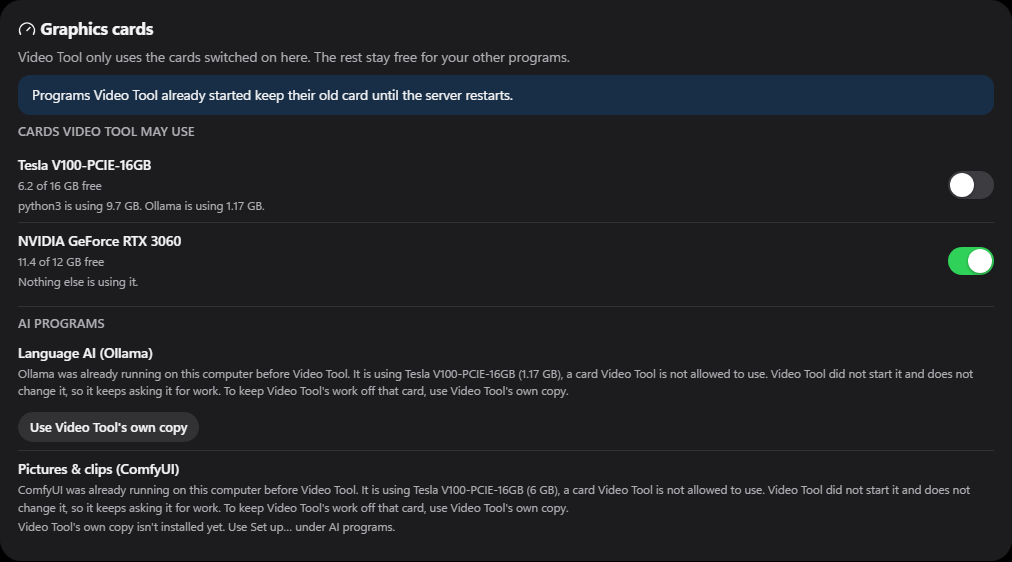 Graphics cards
Video Tool only uses the cards switched on here. The rest stay free for your other programs.
Programs Video Tool already started keep their old card until the server restarts.
CARDS VIDEO TOOL MAY USE
Tesla V100-PCIE-16GB
6.2 of 16 GB free
python3 is using 9.7 GB. Ollama is using 1.17 GB.
NVIDIA GeForce RTX 3060
11.4 of 12 GB free
Nothing else is using it.
AI PROGRAMS
Language AI (Ollama)
Ollama was already running on this computer before Video Tool. It is using Tesla V100-PCIE-16GB (1.17 GB), a card Video Tool is not allowed to use. Video Tool did not start it and does not
change it, so it keeps asking it for work. To keep Video Tool's work off that card, use Video Tool's own copy.
Use Video Tool's own copy
Pictures & clips (ComfyUI)
ComfyUI was already running on this computer before Video Tool. It is using Tesla V100-PCIE-16GB (6 GB), a card Video Tool is not allowed to use. Video Tool did not start it and does not
change it, so it keeps asking it for work. To keep Video Tool's work off that card, use Video Tool's own copy.
Video Tool's own copy isn't installed yet. Use Set up... under AI programs.